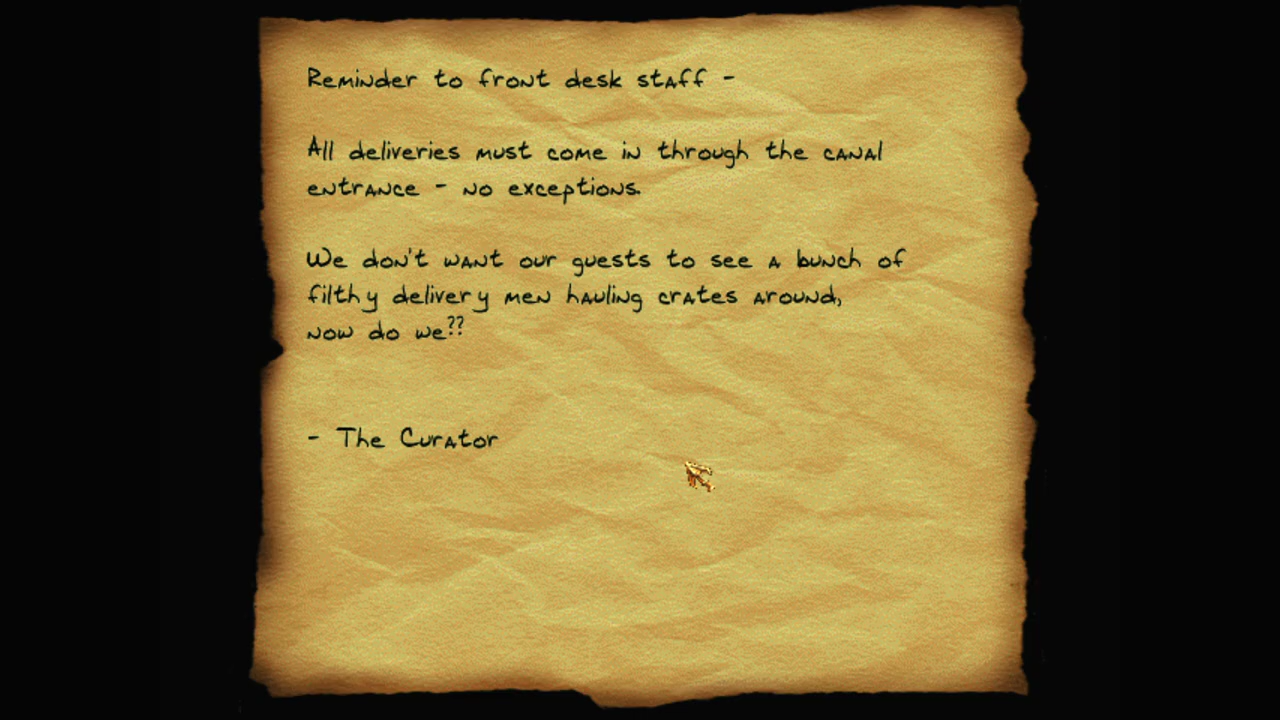 Reminder to front desk staff -
All deliveries must come in through the canal
entrance - no exceptions.
We don't want our guests to see a bunch of
filthy delivery men hauling crates around,
now do we??
- The Curator